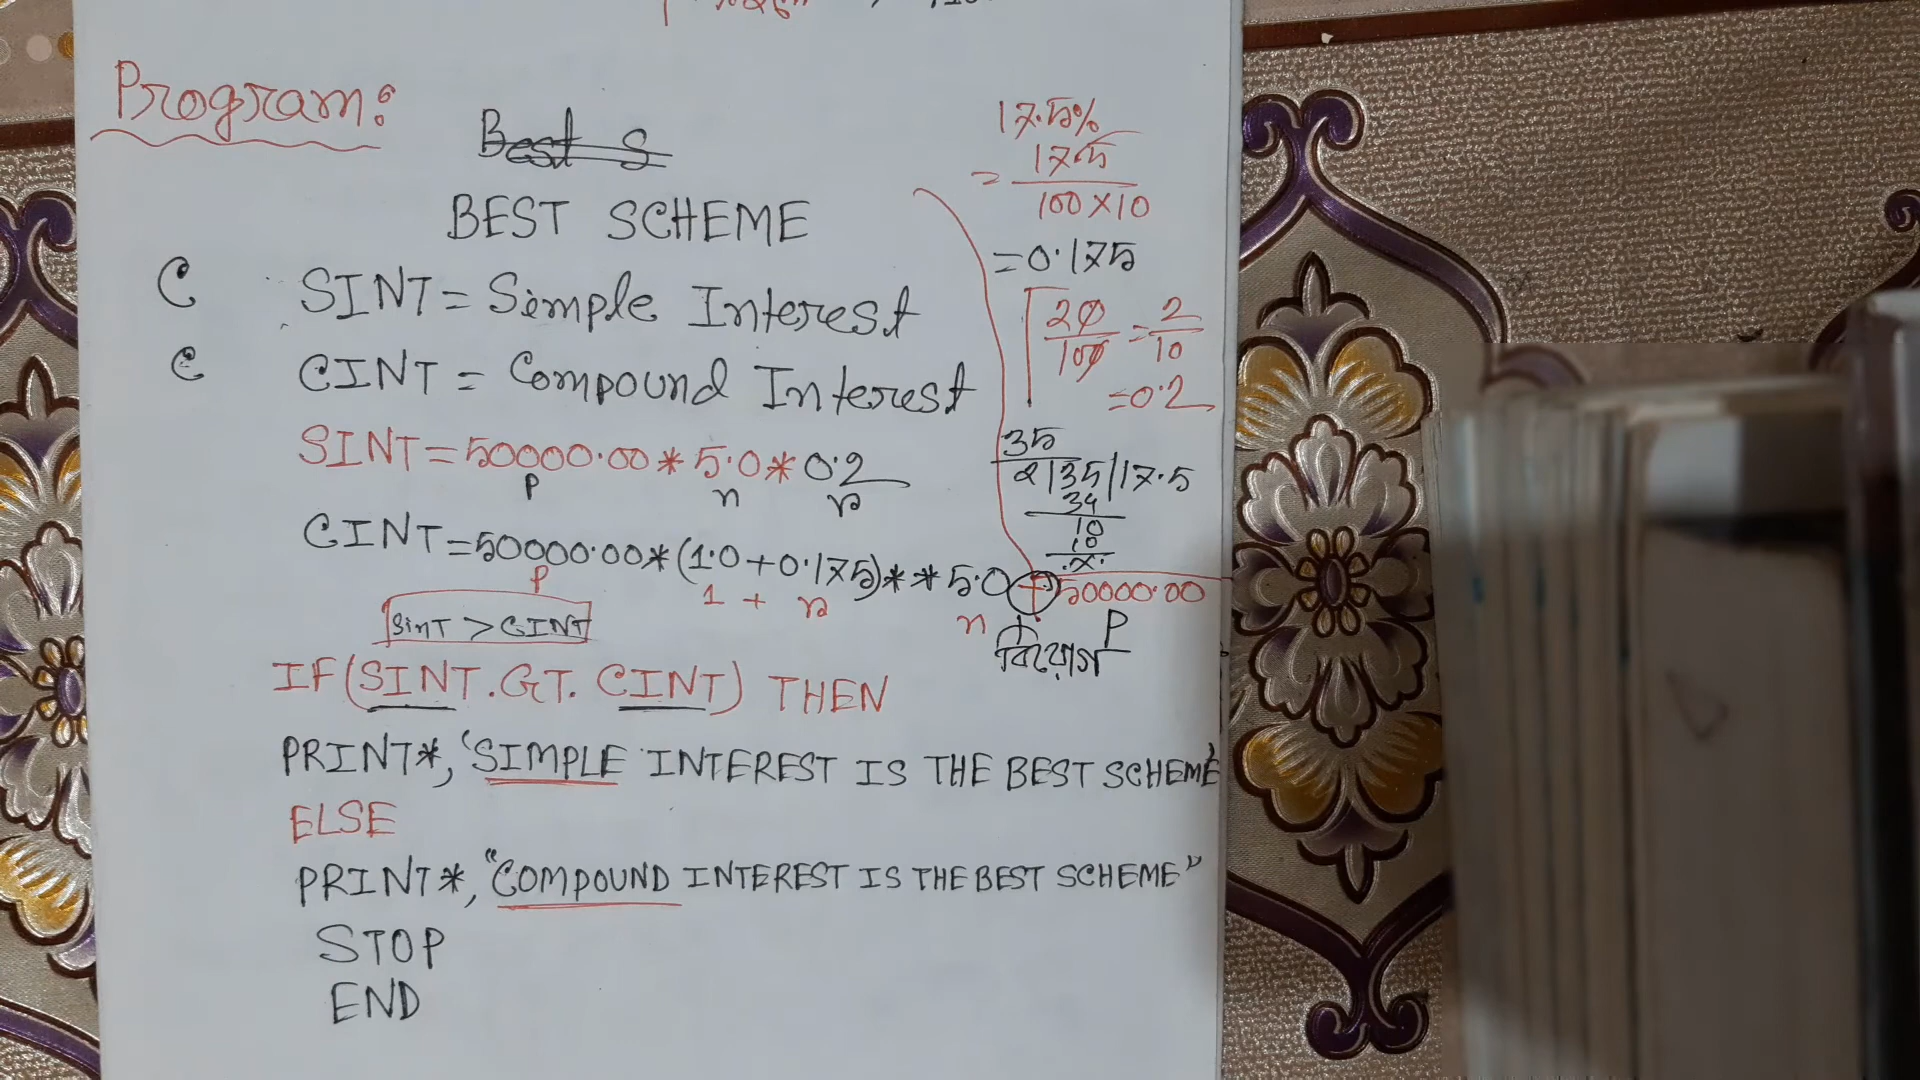 Program:
Best S
BEST SCHEME
C SINT = Simple Interest
C CINT = Compound Interest
SINT = 50000.00 * 5.0 * 0.2
P n r
CINT = 50000.00 * (1.0 + 0.175) * * 5.0 - 50000.00
P 1 + r n P
বিয়োগ
SINT > CINT
IF (SINT .GT. CINT) THEN
PRINT*, 'SIMPLE INTEREST IS THE BEST SCHEME'
ELSE
PRINT*, "COMPOUND INTEREST IS THE BEST SCHEME"
STOP
END
17.5%
= 175 / 100 × 10
= 0.175
20/100 = 2/10
= 0.2
35
2|35|17.5
34
10
10
×